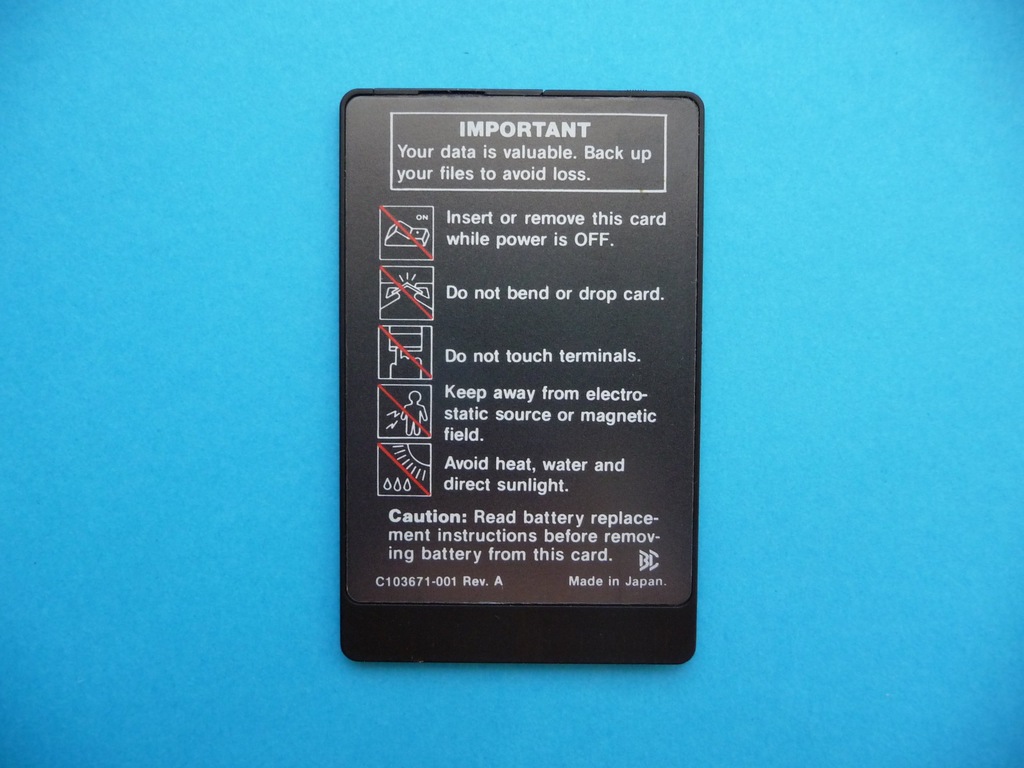 IMPORTANT
Your data is valuable. Back up
your files to avoid loss.
ON
Insert or remove this card
while power is OFF.
Do not bend or drop card.
Do not touch terminals.
Keep away from electro-
static source or magnetic
field.
Avoid heat, water and
direct sunlight.
Caution: Read battery replace-
ment instructions before remov-
ing battery from this card.
BC
C103671-001 Rev. A Made in Japan.